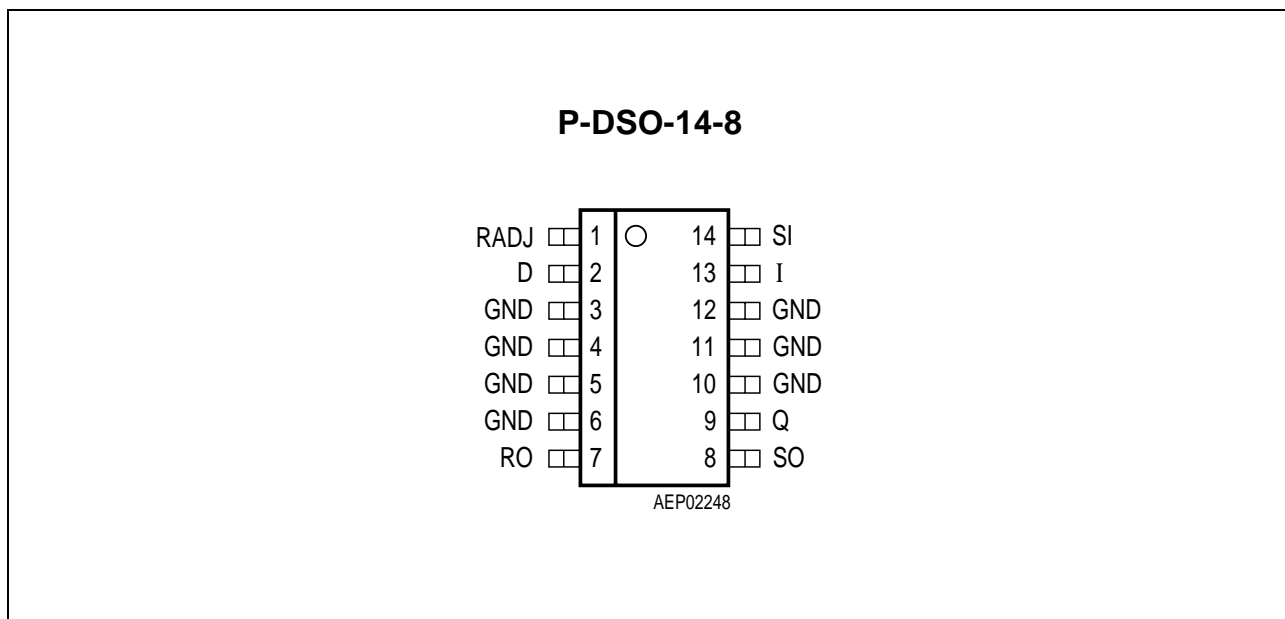 P-DSO-14-8
RADJ 1 14 SI
D 2 13 I
GND 3 12 GND
GND 4 11 GND
GND 5 10 GND
GND 6 9 Q
RO 7 8 SO
AEP02248